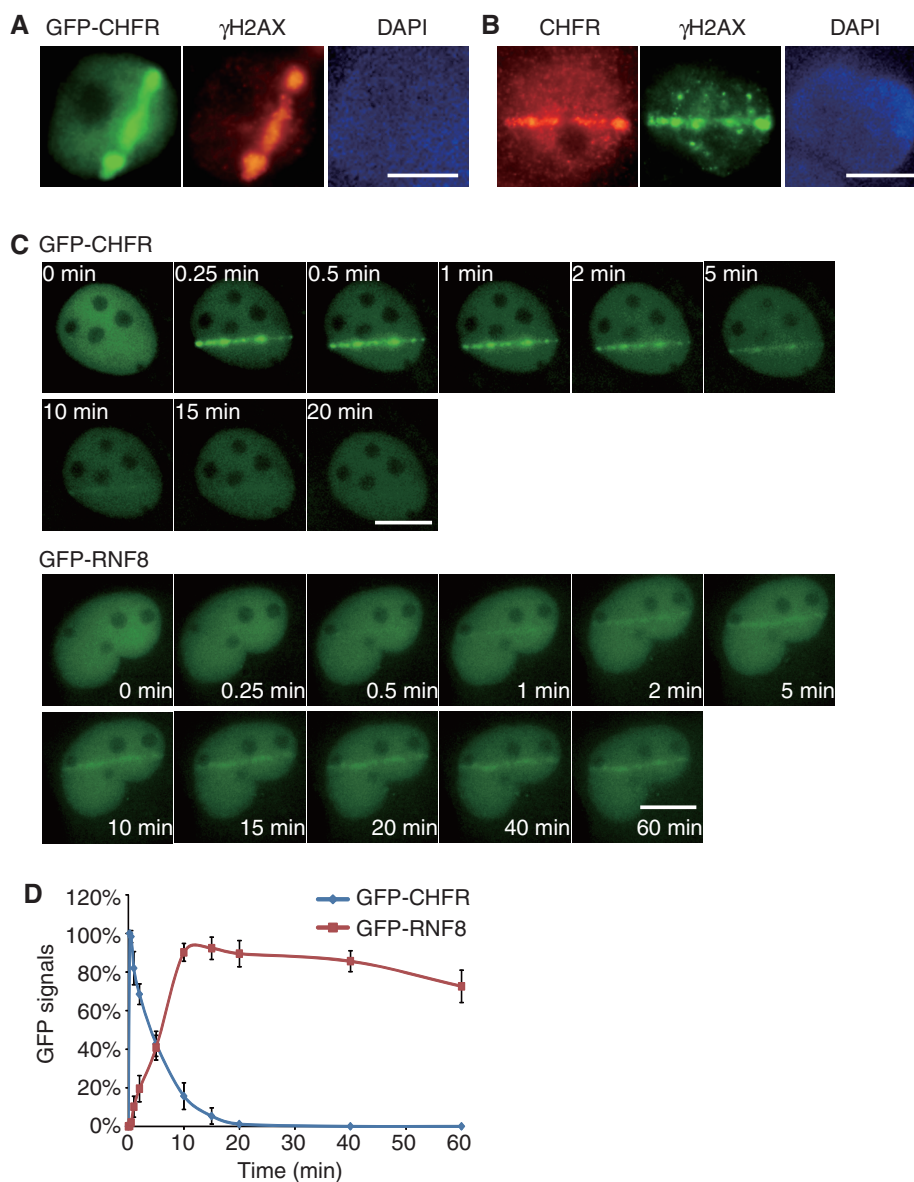 A GFP-CHFR γH2AX DAPI
B CHFR γH2AX DAPI
C GFP-CHFR
0 min 0.25 min 0.5 min 1 min 2 min 5 min
10 min 15 min 20 min
GFP-RNF8
0 min 0.25 min 0.5 min 1 min 2 min 5 min
10 min 15 min 20 min 40 min 60 min
D
GFP-CHFR
GFP-RNF8
GFP signals
120%
100%
80%
60%
40%
20%
0%
0 10 20 30 40 50 60
Time (min)